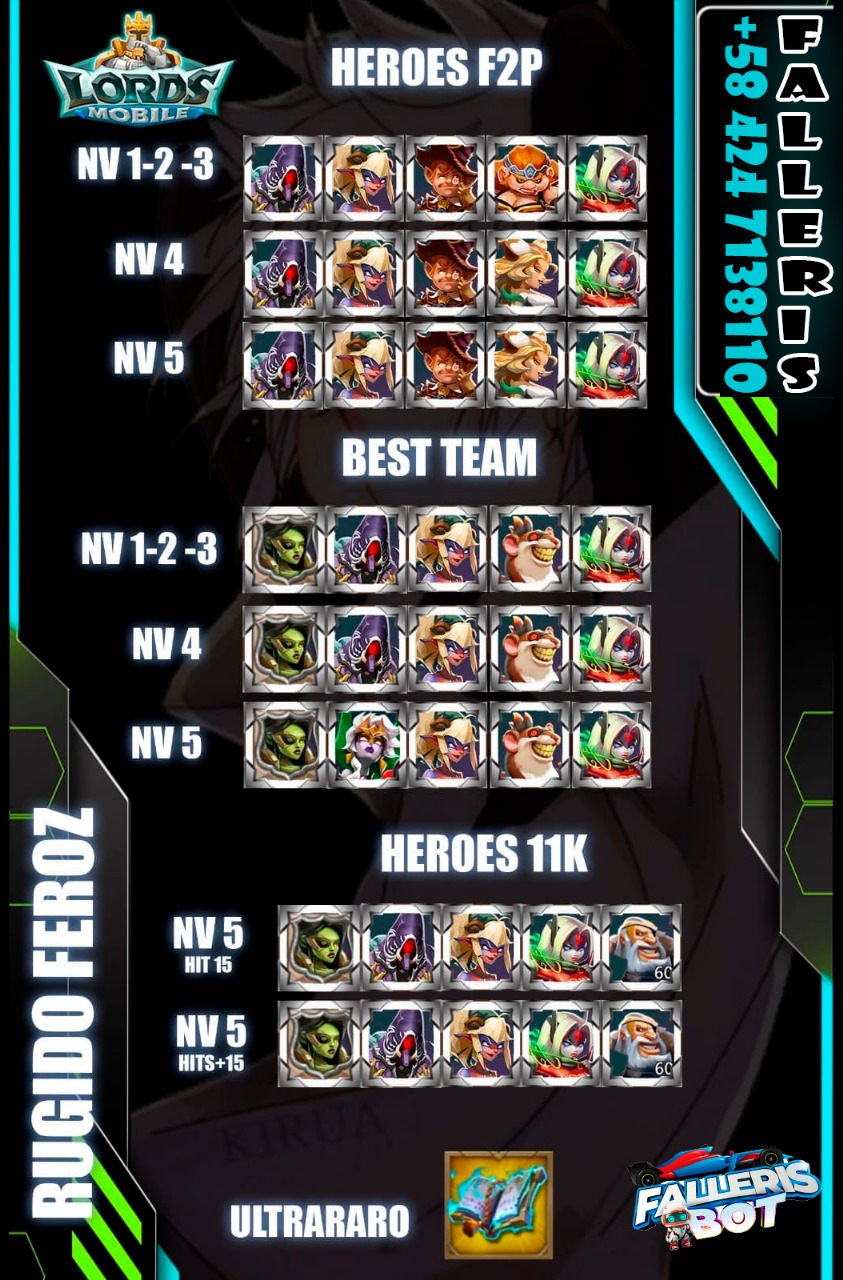 LORDS
MOBILE
HEROES F2P
NV 1-2 -3
NV 4
NV 5
BEST TEAM
NV 1-2 -3
NV 4
NV 5
HEROES 11K
NV 5
HIT 15
60
NV 5
HITS+15
60
KIRUA
ULTRARARO
RUGIDO FEROZ
FALLERIS
+58 424 7138110
FALLERIS
BOT